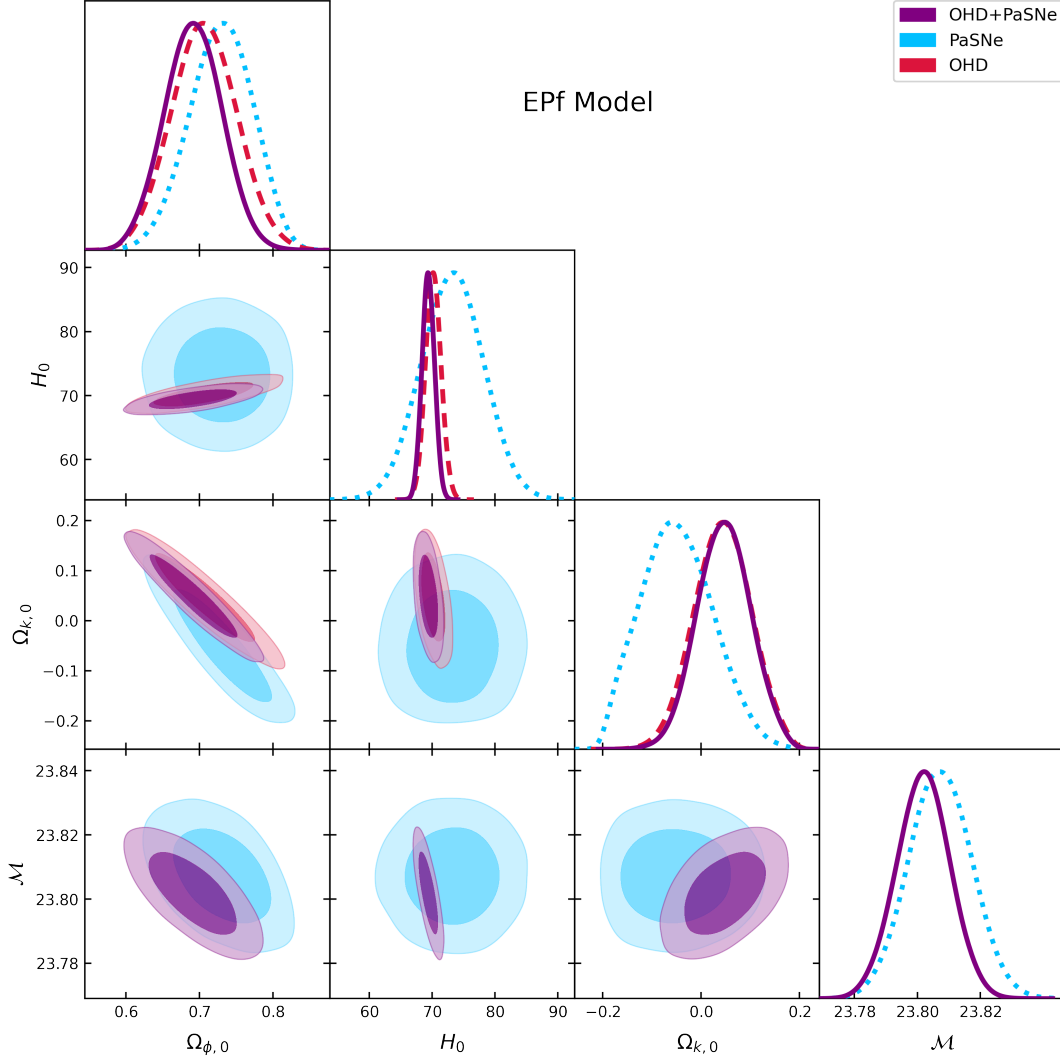 OHD+PaSNe
PaSNe
OHD
EPf Model
90
80
70
60
H₀
0.2
0.1
0.0
−0.1
−0.2
Ωₖ,₀
23.84
23.82
23.80
23.78
ℳ
0.6 0.7 0.8
60 70 80 90
−0.2 0.0 0.2
23.78 23.80 23.82
Ωϕ,₀
H₀
Ωₖ,₀
ℳ